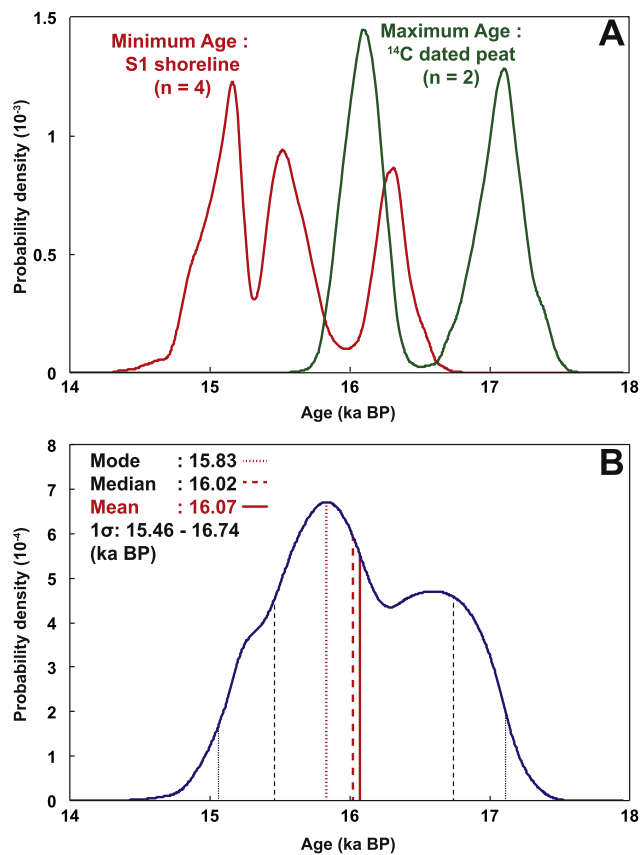 A
Minimum Age :
S1 shoreline
(n = 4)
Maximum Age :
¹⁴C dated peat
(n = 2)
Probability density (10⁻³)
1.5
1
0.5
0
14 15 16 17 18
Age (ka BP)
B
Mode : 15.83
Median : 16.02
Mean : 16.07
1σ: 15.46 - 16.74
(ka BP)
Probability density (10⁻⁴)
8
7
6
5
4
3
2
1
0
14 15 16 17 18
Age (ka BP)